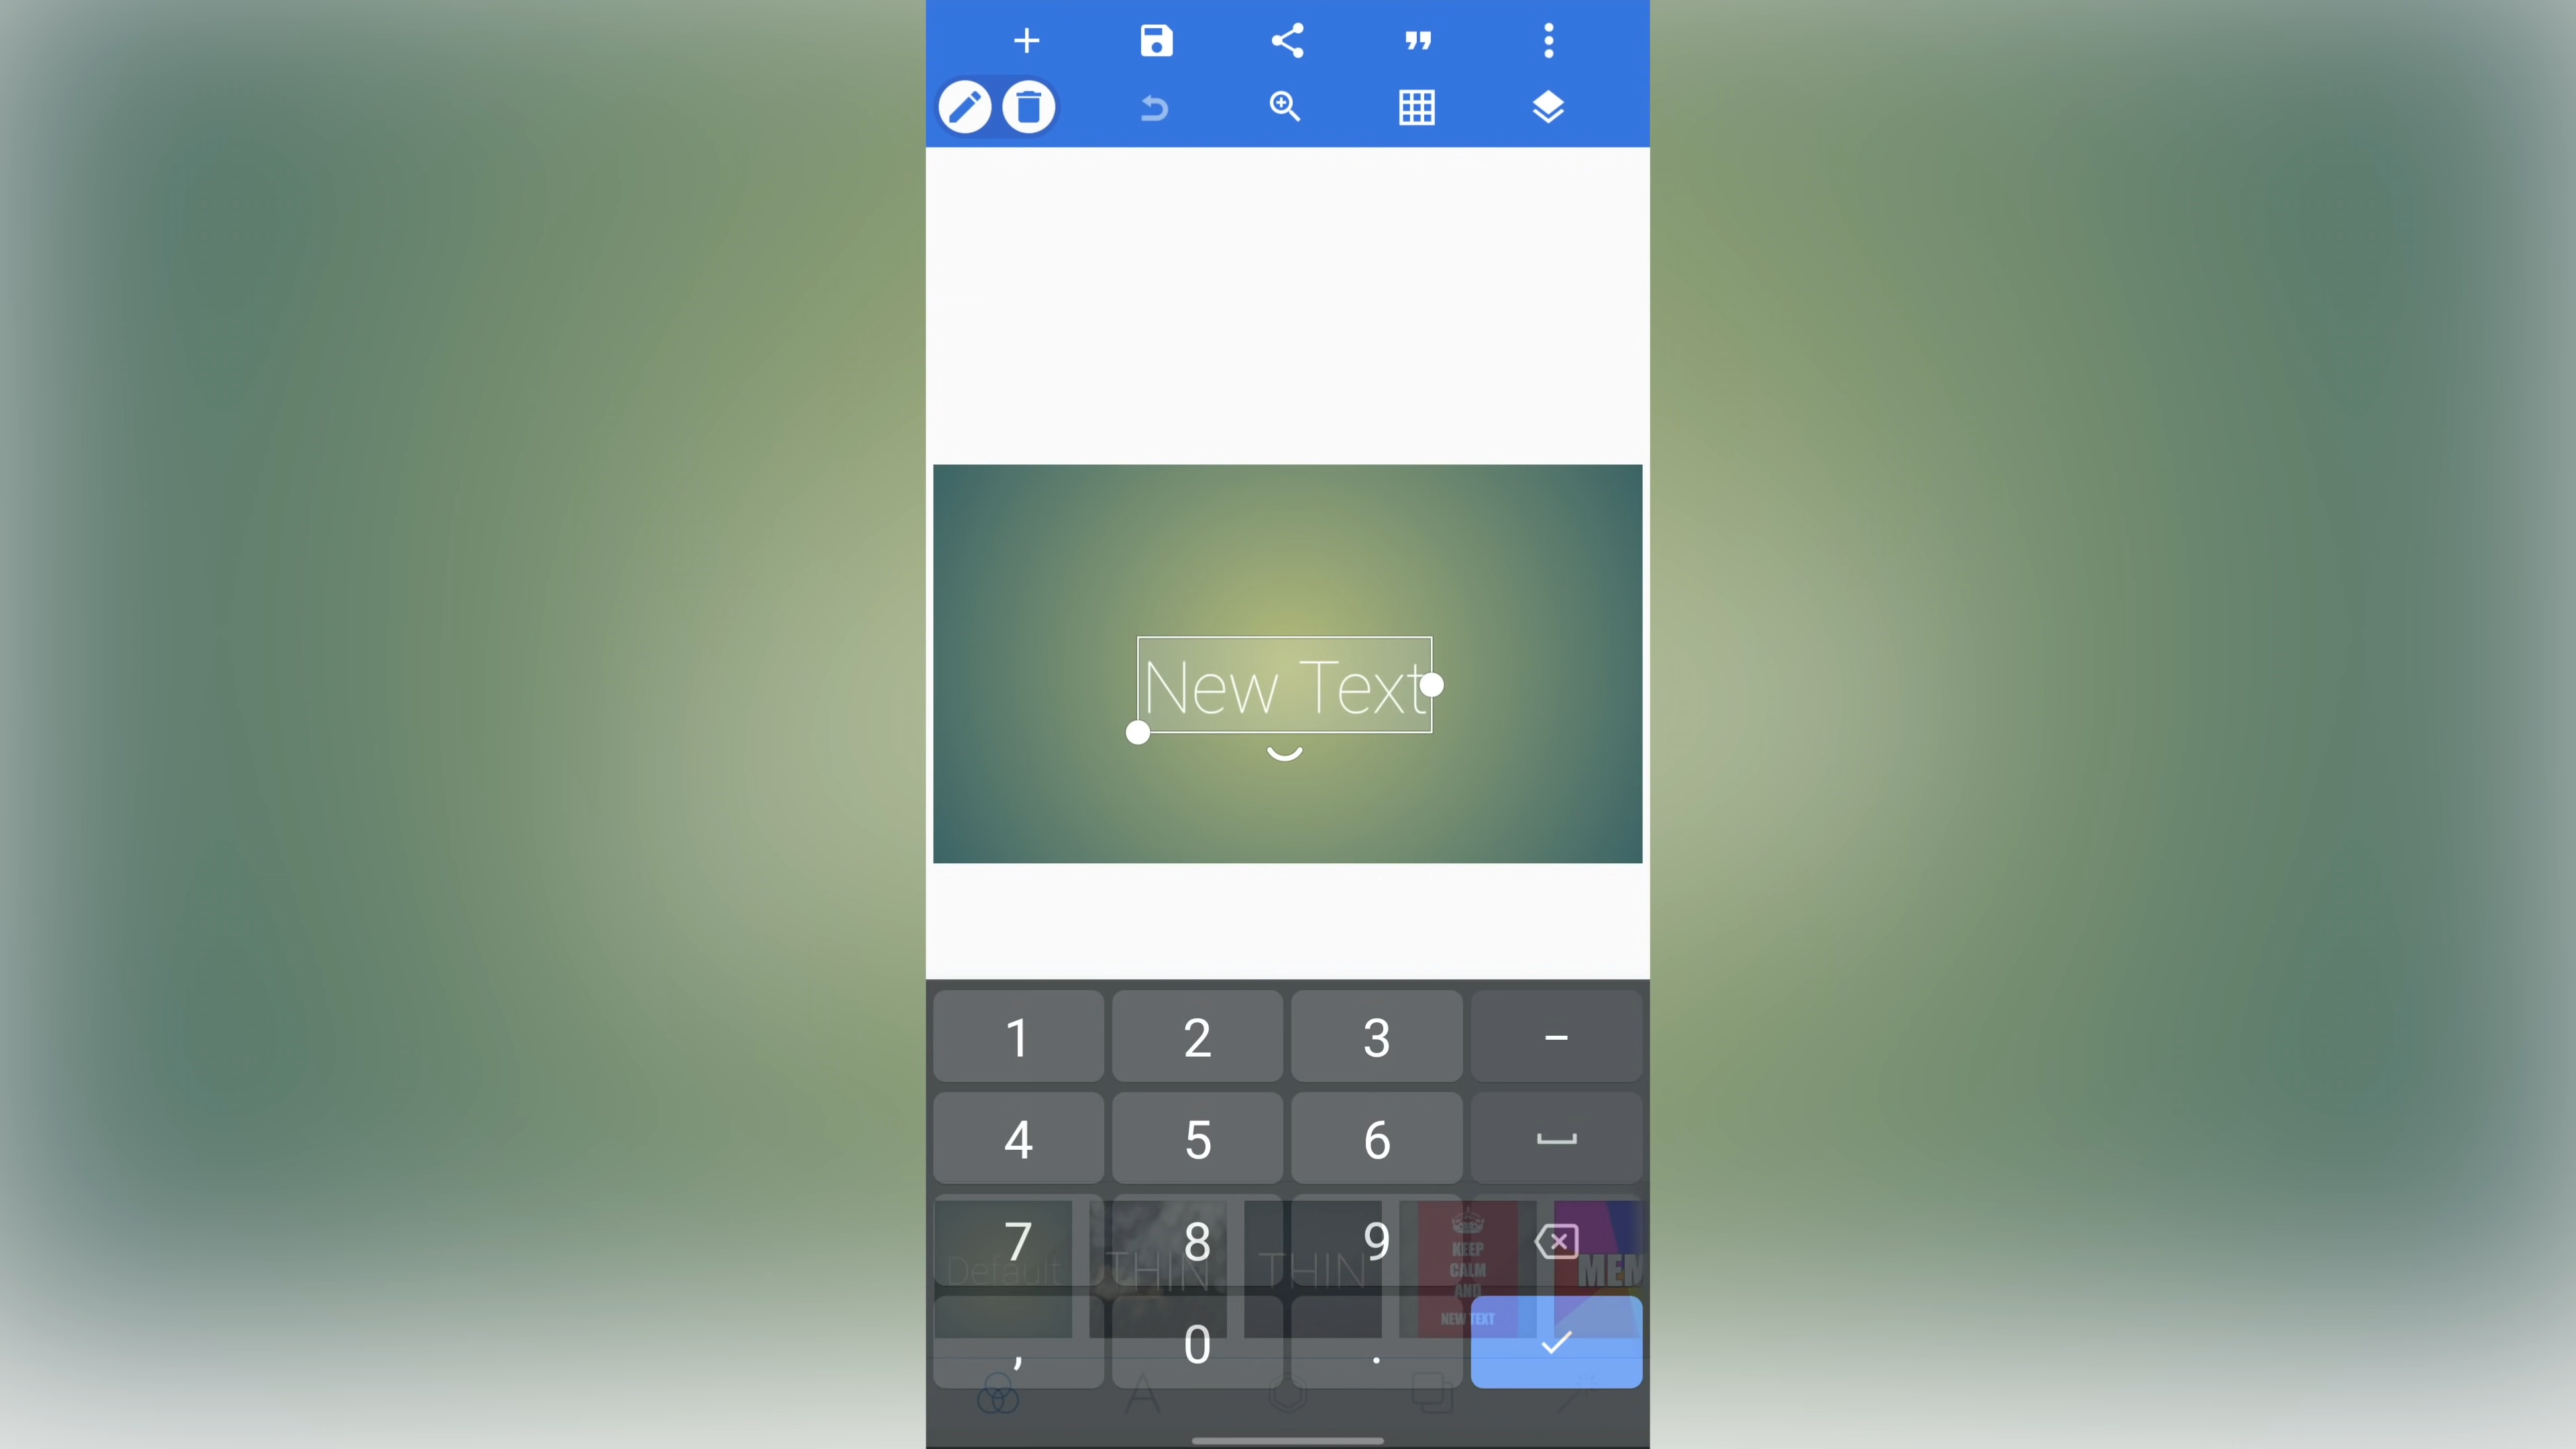 New Text
1 2 3 –
4 5 6
7 8 9
Default THIN THIN KEEP CALM AND NEW TEXT MEM
, 0 .
A